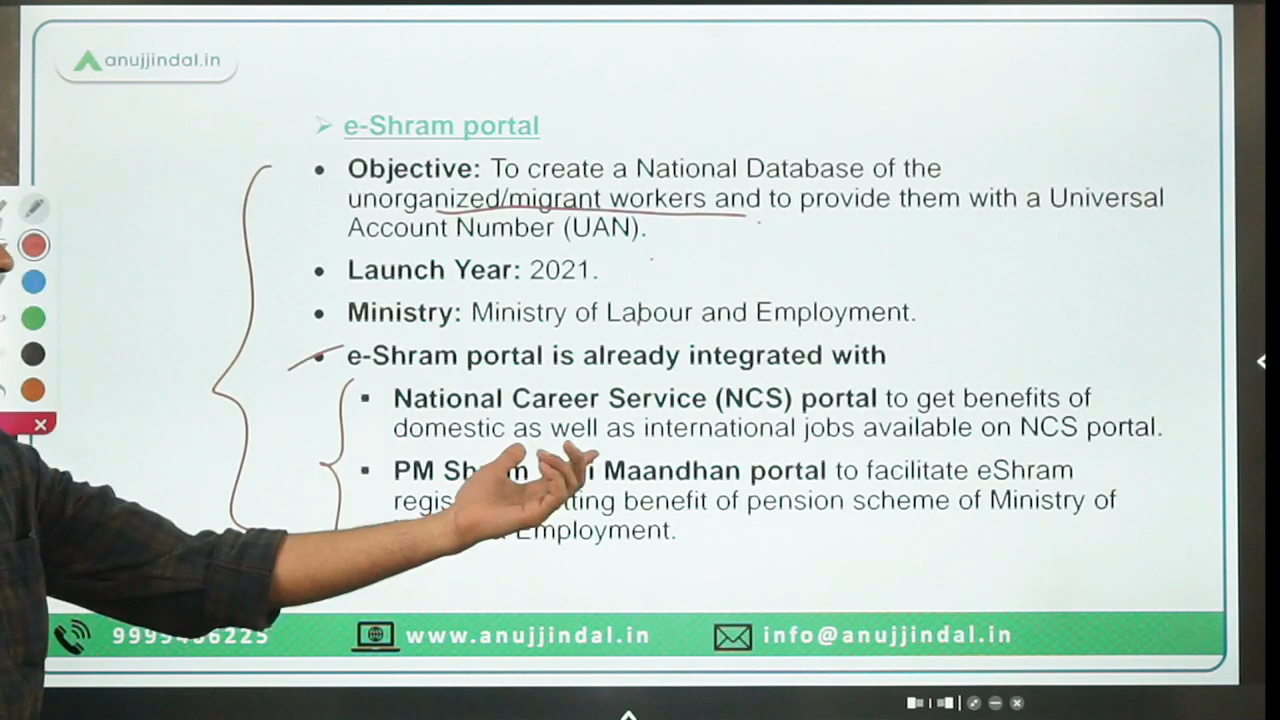 anujjindal.in
➢ e-Shram portal
• Objective: To create a National Database of the
unorganized/migrant workers and to provide them with a Universal
Account Number (UAN).
• Launch Year: 2021.
• Ministry: Ministry of Labour and Employment.
• e-Shram portal is already integrated with
▪ National Career Service (NCS) portal to get benefits of
domestic as well as international jobs available on NCS portal.
▪ PM Maandhan portal to facilitate eShram
benefit of pension scheme of Ministry of
Employment.
www.anujjindal.in
info@anujjindal.in